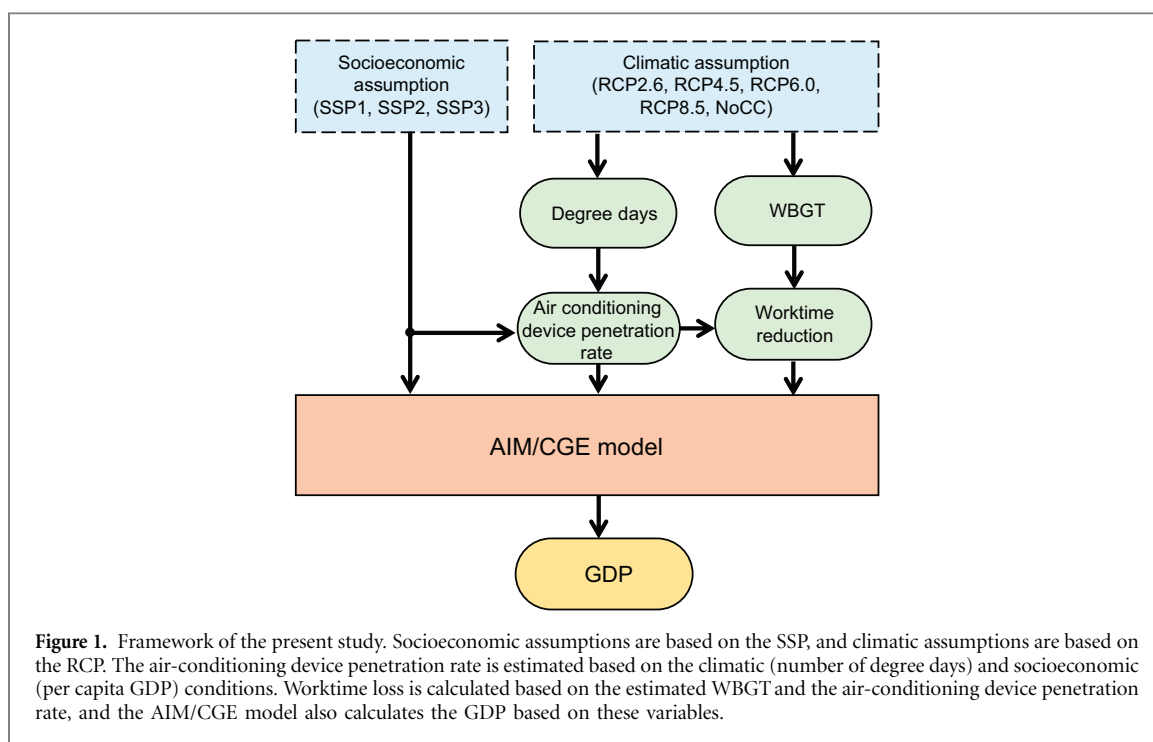 Socioeconomic
assumption
(SSP1, SSP2, SSP3)
Climatic assumption
(RCP2.6, RCP4.5, RCP6.0,
RCP8.5, NoCC)
Degree days
WBGT
Air conditioning
device penetration
rate
Worktime
reduction
AIM/CGE model
GDP
Figure 1. Framework of the present study. Socioeconomic assumptions are based on the SSP, and climatic assumptions are based on
the RCP. The air-conditioning device penetration rate is estimated based on the climatic (number of degree days) and socioeconomic
(per capita GDP) conditions. Worktime loss is calculated based on the estimated WBGT and the air-conditioning device penetration
rate, and the AIM/CGE model also calculates the GDP based on these variables.